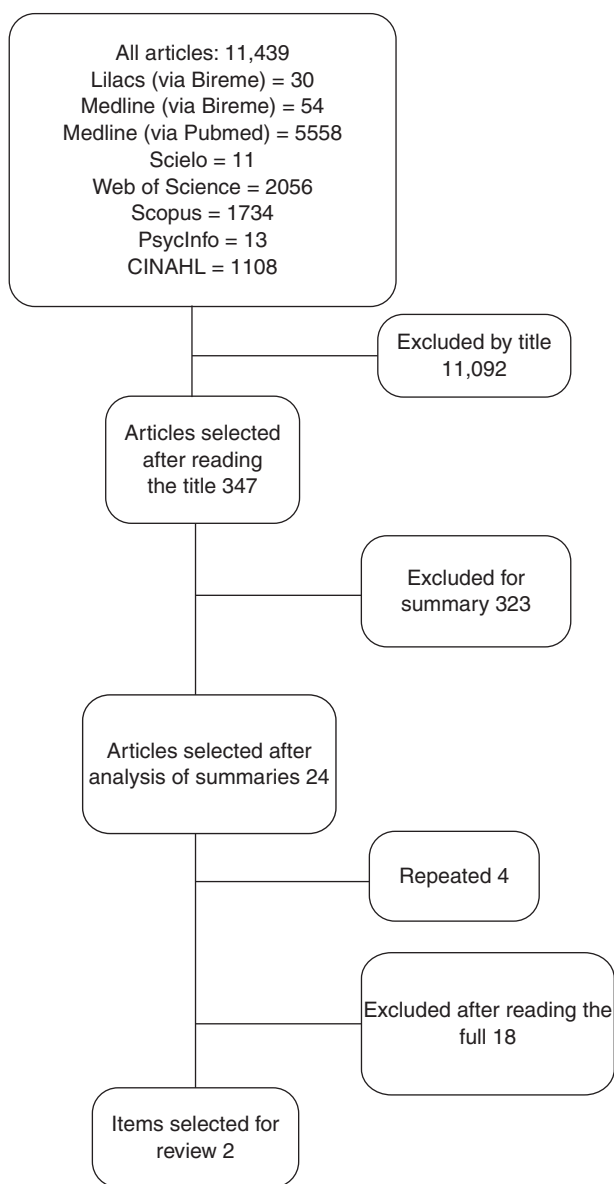 All articles: 11,439
Lilacs (via Bireme) = 30
Medline (via Bireme) = 54
Medline (via Pubmed) = 5558
Scielo = 11
Web of Science = 2056
Scopus = 1734
PsycInfo = 13
CINAHL = 1108
Excluded by title
11,092
Articles selected
after reading
the title 347
Excluded for
summary 323
Articles selected after
analysis of summaries 24
Repeated 4
Excluded after reading the
full 18
Items selected for
review 2